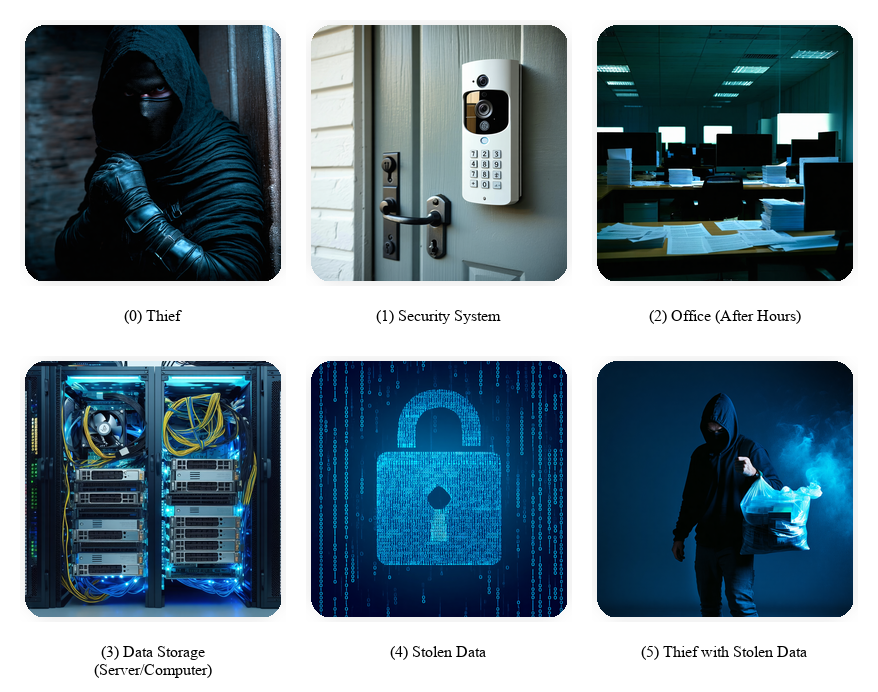 (0) Thief
(1) Security System
(2) Office (After Hours)
(3) Data Storage
(Server/Computer)
(4) Stolen Data
(5) Thief with Stolen Data